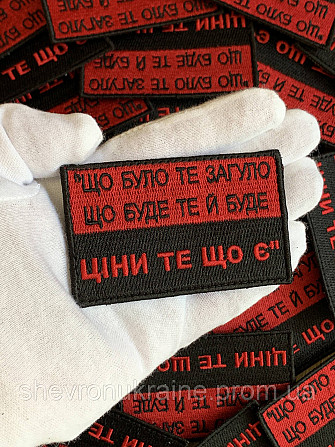 "ЩО БУЛО ТЕ ЗАГУЛО
ЩО БУДЕ ТЕ Й БУДЕ
ЦІНИ ТЕ ЩО Є"
shevronukraine.prom.ua